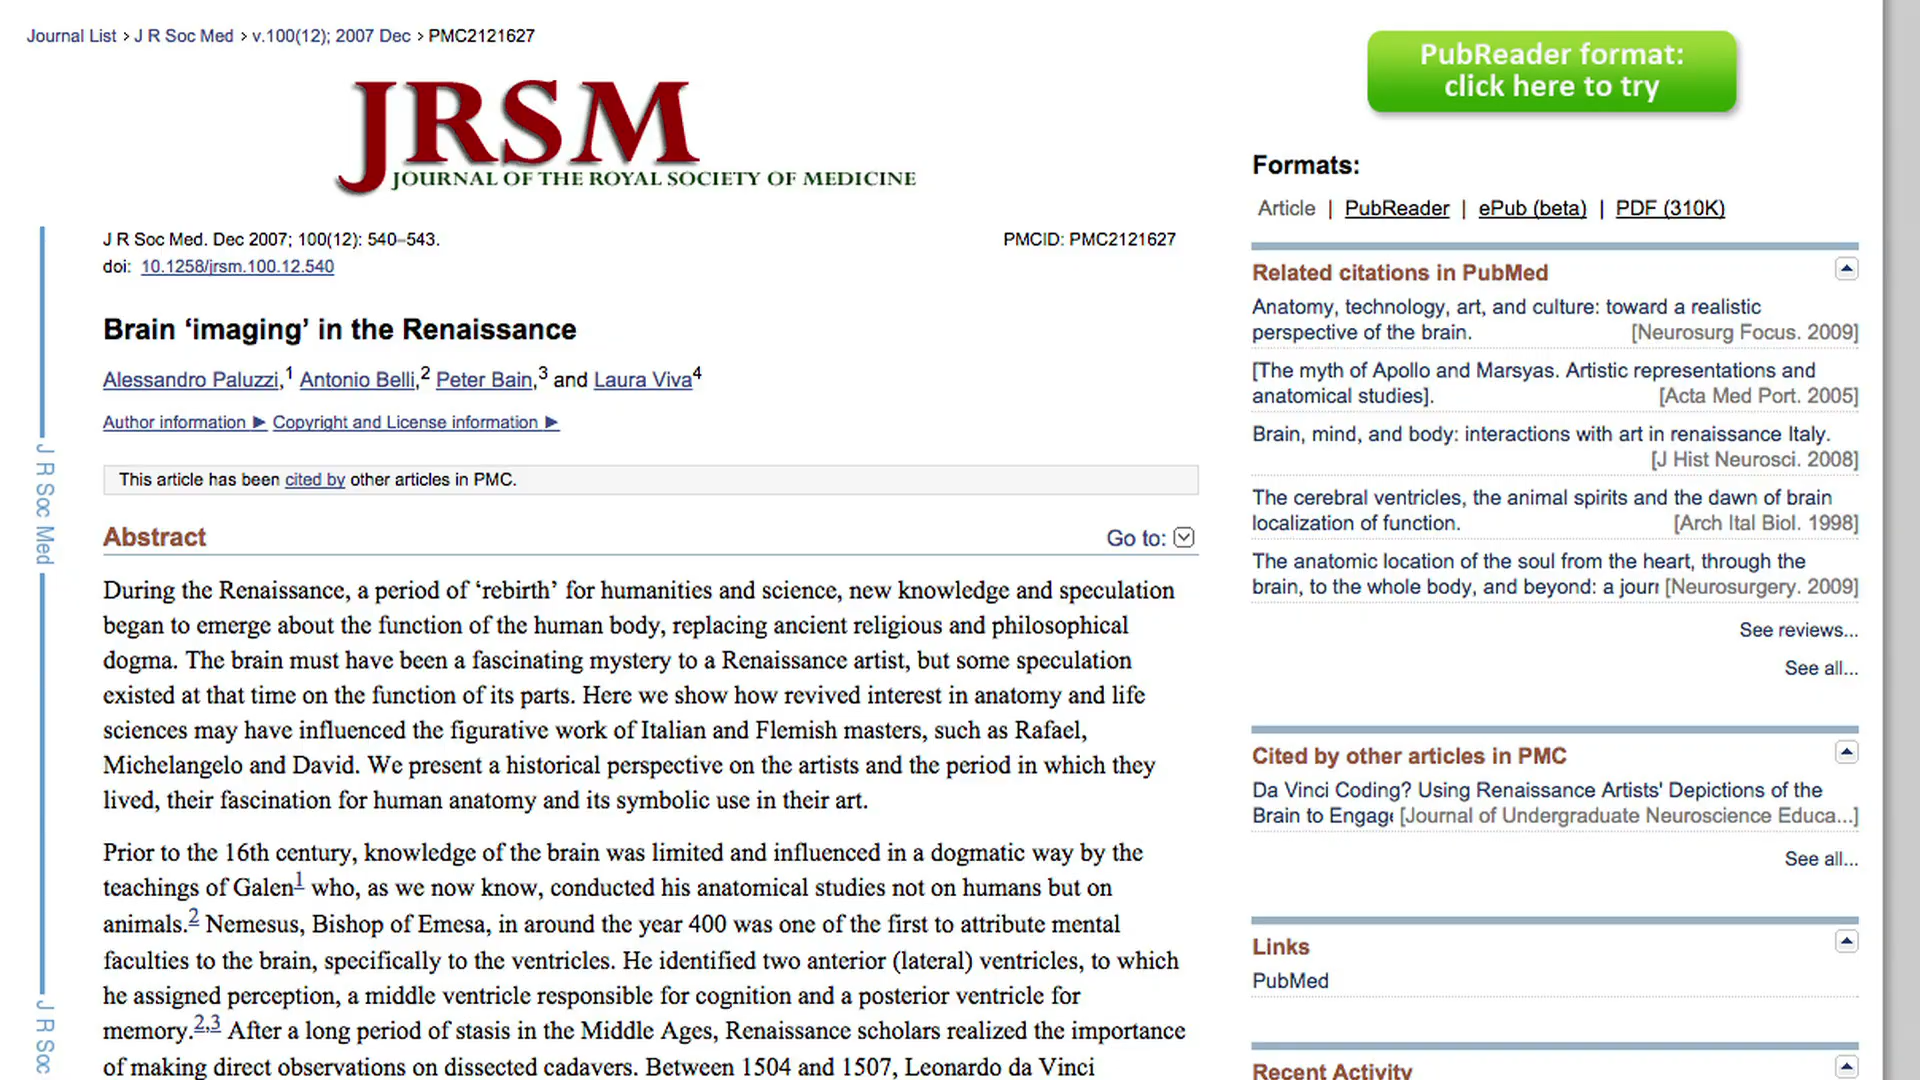 Journal List > J R Soc Med > v.100(12); 2007 Dec > PMC2121627
JRSM
JOURNAL OF THE ROYAL SOCIETY OF MEDICINE
J R Soc Med. Dec 2007; 100(12): 540–543.
PMCID: PMC2121627
doi: 10.1258/jrsm.100.12.540
Brain ‘imaging’ in the Renaissance
Alessandro Paluzzi,1 Antonio Belli,2 Peter Bain,3 and Laura Viva4
Author information ▶ Copyright and License information ▶
This article has been cited by other articles in PMC.
Abstract
Go to:
During the Renaissance, a period of ‘rebirth’ for humanities and science, new knowledge and speculation
began to emerge about the function of the human body, replacing ancient religious and philosophical
dogma. The brain must have been a fascinating mystery to a Renaissance artist, but some speculation
existed at that time on the function of its parts. Here we show how revived interest in anatomy and life
sciences may have influenced the figurative work of Italian and Flemish masters, such as Rafael,
Michelangelo and David. We present a historical perspective on the artists and the period in which they
lived, their fascination for human anatomy and its symbolic use in their art.
Prior to the 16th century, knowledge of the brain was limited and influenced in a dogmatic way by the
teachings of Galen1 who, as we now know, conducted his anatomical studies not on humans but on
animals.2 Nemesus, Bishop of Emesa, in around the year 400 was one of the first to attribute mental
faculties to the brain, specifically to the ventricles. He identified two anterior (lateral) ventricles, to which
he assigned perception, a middle ventricle responsible for cognition and a posterior ventricle for
memory.2,3 After a long period of stasis in the Middle Ages, Renaissance scholars realized the importance
of making direct observations on dissected cadavers. Between 1504 and 1507, Leonardo da Vinci
J R Soc Med
J R Soc
PubReader format:
click here to try
Formats:
Article | PubReader | ePub (beta) | PDF (310K)
Related citations in PubMed
Anatomy, technology, art, and culture: toward a realistic
perspective of the brain. [Neurosurg Focus. 2009]
[The myth of Apollo and Marsyas. Artistic representations and
anatomical studies]. [Acta Med Port. 2005]
Brain, mind, and body: interactions with art in renaissance Italy.
[J Hist Neurosci. 2008]
The cerebral ventricles, the animal spirits and the dawn of brain
localization of function. [Arch Ital Biol. 1998]
The anatomic location of the soul from the heart, through the
brain, to the whole body, and beyond: a jourr [Neurosurgery. 2009]
See reviews...
See all...
Cited by other articles in PMC
Da Vinci Coding? Using Renaissance Artists' Depictions of the
Brain to Engage [Journal of Undergraduate Neuroscience Educa...]
See all...
Links
PubMed
Recent Activity